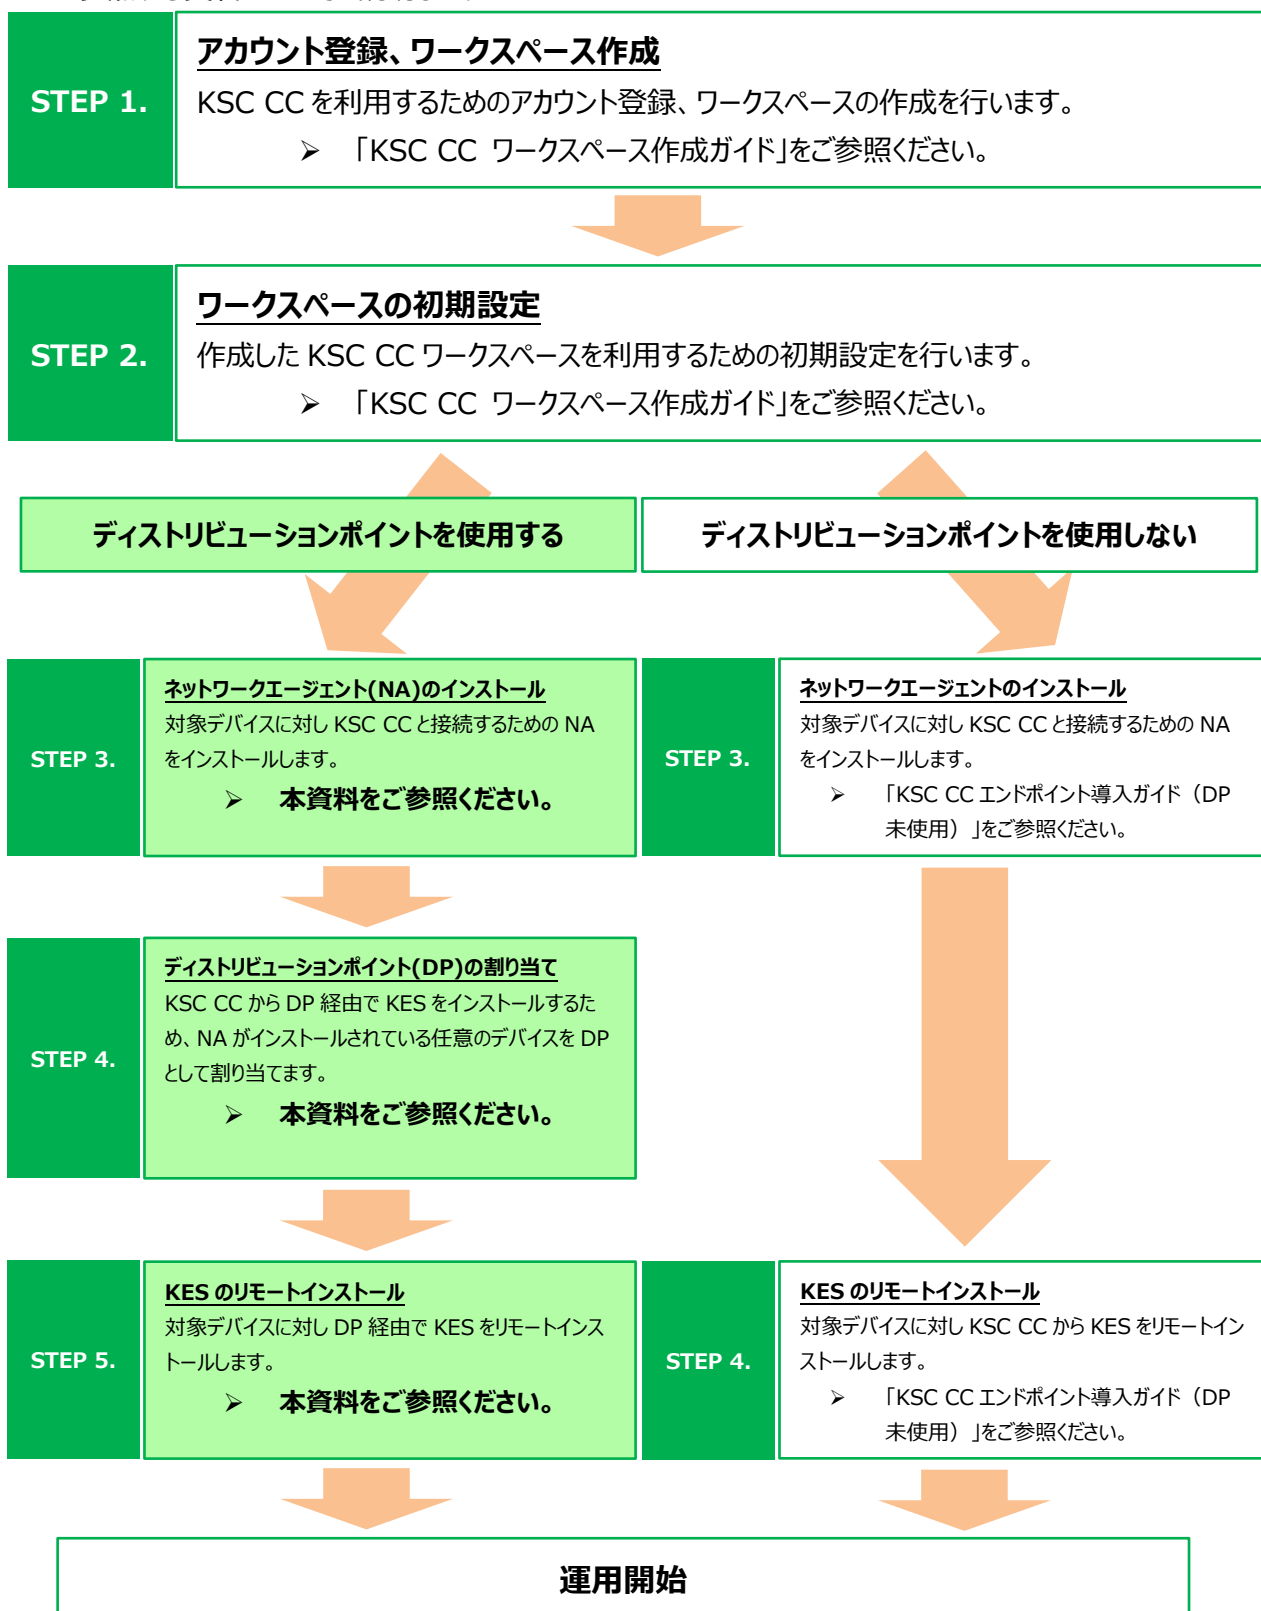 STEP 1.
アカウント登録、ワークスペース作成
KSC CC を利用するためのアカウント登録、ワークスペースの作成を行います。
➢ 「KSC CC ワークスペース作成ガイド」をご参照ください。
STEP 2.
ワークスペースの初期設定
作成した KSC CC ワークスペースを利用するための初期設定を行います。
➢ 「KSC CC ワークスペース作成ガイド」をご参照ください。
ディストリビューションポイントを使用する
ディストリビューションポイントを使用しない
STEP 3.
ネットワークエージェント(NA)のインストール
対象デバイスに対し KSC CC と接続するための NA
をインストールします。
➢ 本資料をご参照ください。
STEP 3.
ネットワークエージェントのインストール
対象デバイスに対し KSC CC と接続するための NA
をインストールします。
➢ 「KSC CC エンドポイント導入ガイド（DP
未使用）」をご参照ください。
STEP 4.
ディストリビューションポイント(DP)の割り当て
KSC CC から DP 経由で KES をインストールするた
め、NA がインストールされている任意のデバイスを DP
として割り当てます。
➢ 本資料をご参照ください。
STEP 5.
KES のリモートインストール
対象デバイスに対し DP 経由で KES をリモートインス
トールします。
➢ 本資料をご参照ください。
STEP 4.
KES のリモートインストール
対象デバイスに対し KSC CC から KES をリモートイン
ストールします。
➢ 「KSC CC エンドポイント導入ガイド（DP
未使用）」をご参照ください。
運用開始